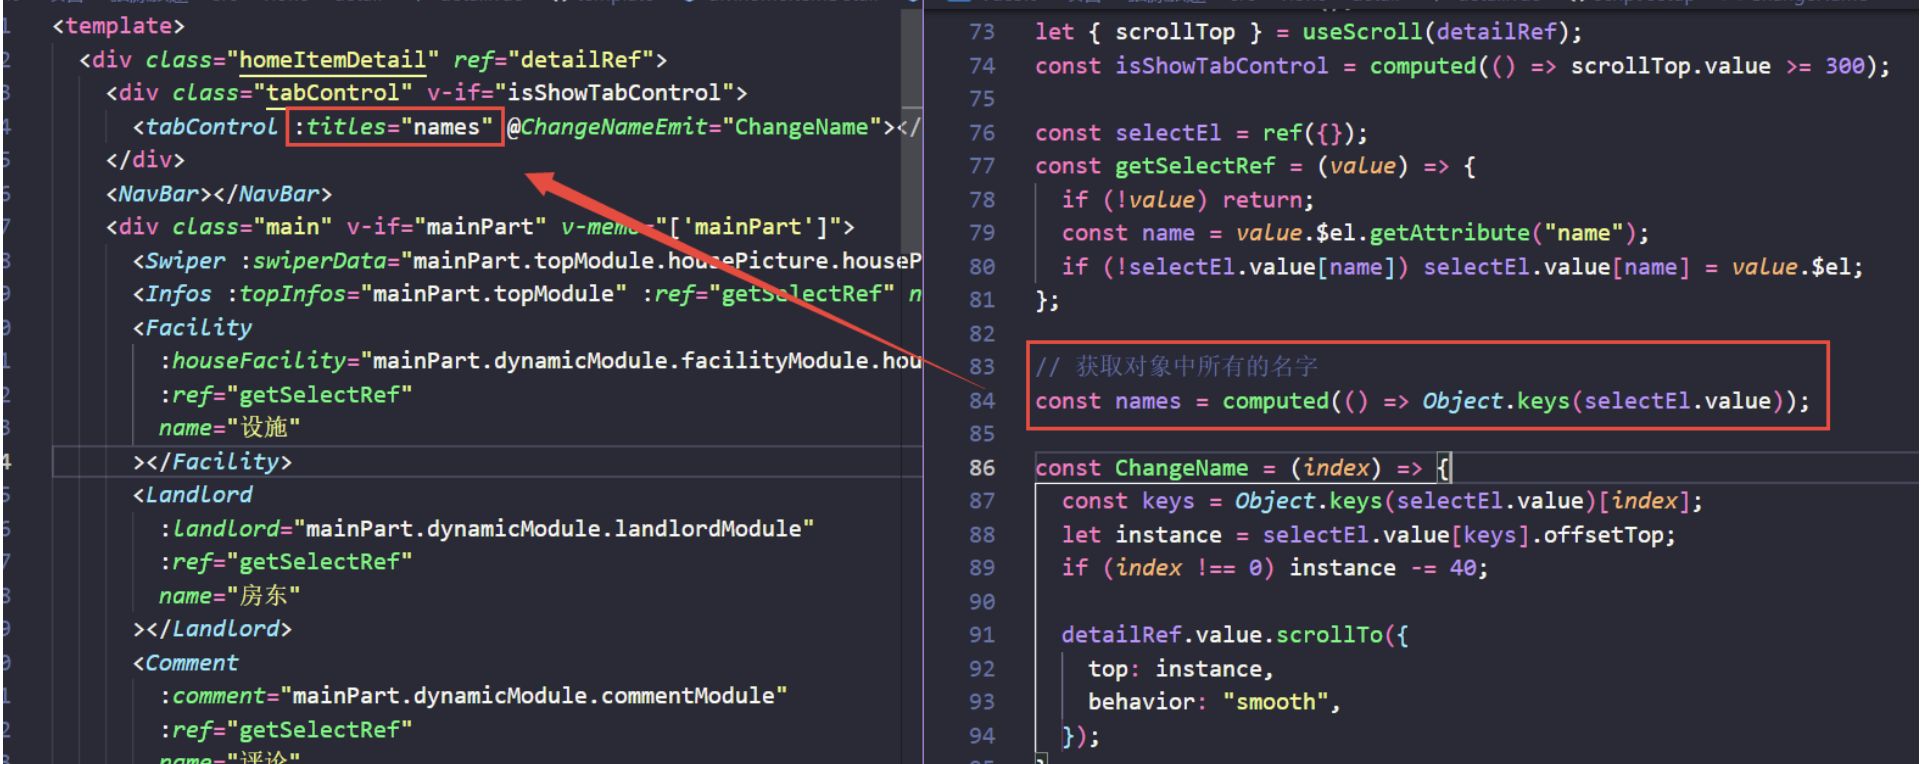 <template>
<div class="homeItemDetail" ref="detailRef">
<div class="tabControl" v-if="isShowTabControl">
<tabControl :titles="names" @ChangeNameEmit="ChangeName"></
</div>
<NavBar></NavBar>
<div class="main" v-if="mainPart" v-memo="['mainPart']">
<Swiper :swiperData="mainPart.topModule.housePicture.houseP
<Infos :topInfos="mainPart.topModule" :ref="getSelectRef" n
<Facility
:houseFacility="mainPart.dynamicModule.facilityModule.hou
:ref="getSelectRef"
name="设施"
></Facility>
<Landlord
:landlord="mainPart.dynamicModule.landlordModule"
:ref="getSelectRef"
name="房东"
></Landlord>
<Comment
:comment="mainPart.dynamicModule.commentModule"
:ref="getSelectRef"
name="评论"
73 let { scrollTop } = useScroll(detailRef);
74 const isShowTabControl = computed(() => scrollTop.value >= 300);
75
76 const selectEl = ref({});
77 const getSelectRef = (value) => {
78 if (!value) return;
79 const name = value.$el.getAttribute("name");
80 if (!selectEl.value[name]) selectEl.value[name] = value.$el;
81 };
82
83 // 获取对象中所有的名字
84 const names = computed(() => Object.keys(selectEl.value));
85
86 const ChangeName = (index) => {
87 const keys = Object.keys(selectEl.value)[index];
88 let instance = selectEl.value[keys].offsetTop;
89 if (index !== 0) instance -= 40;
90
91 detailRef.value.scrollTo({
92 top: instance,
93 behavior: "smooth",
94 });